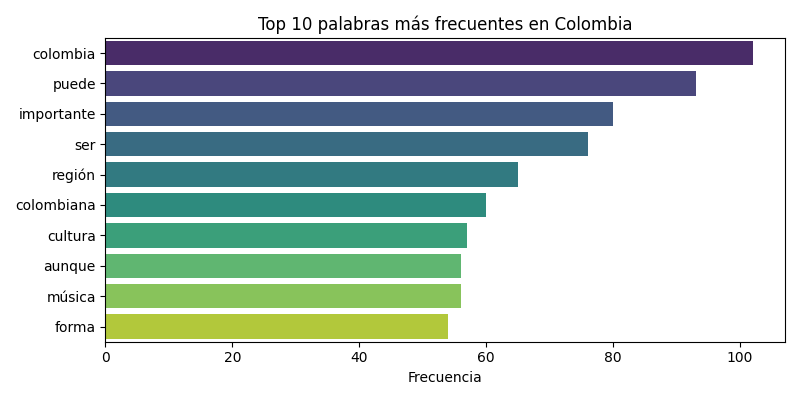 Top 10 palabras más frecuentes en Colombia
colombia
puede
importante
ser
región
colombiana
cultura
aunque
música
forma
0 20 40 60 80 100
Frecuencia